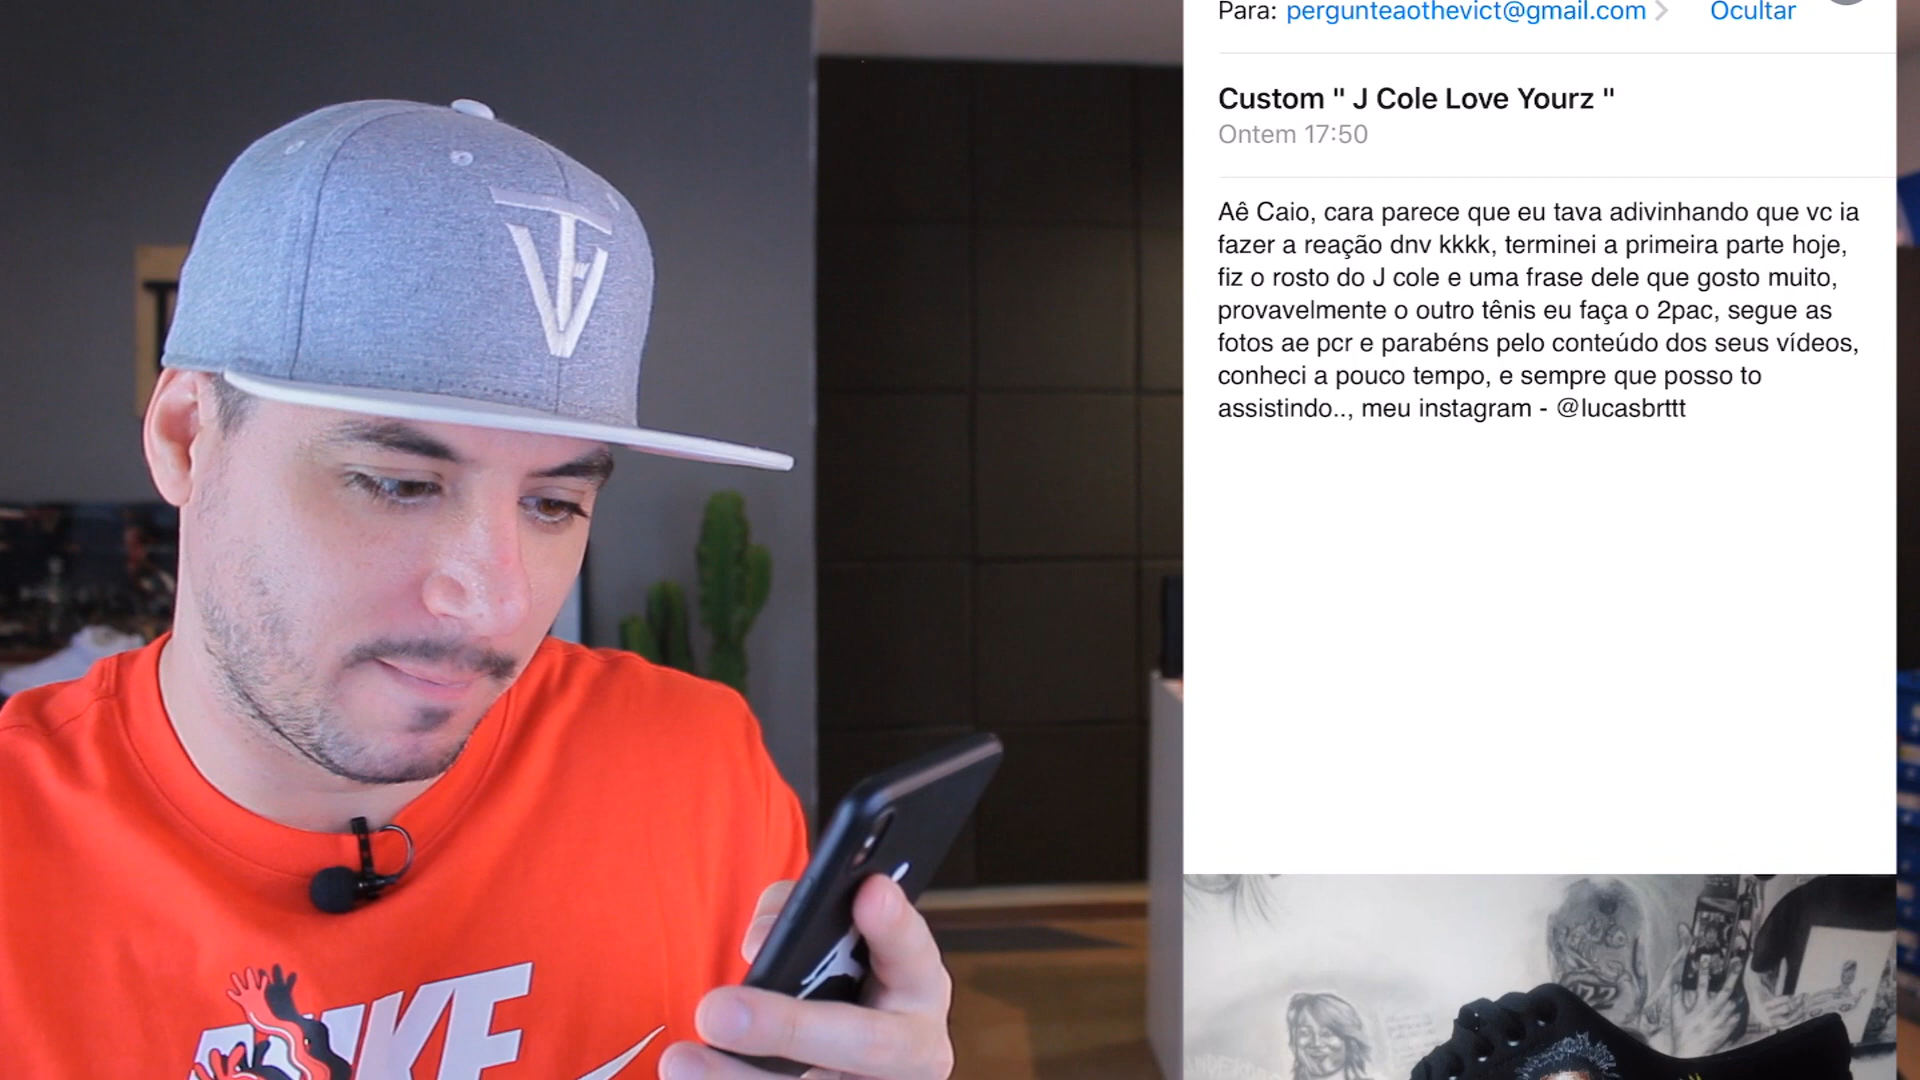 Para: pergunteaothevict@gmail.com Ocultar
Custom " J Cole Love Yourz "
Ontem 17:50
Aê Caio, cara parece que eu tava adivinhando que vc ia
fazer a reação dnv kkkk, terminei a primeira parte hoje,
fiz o rosto do J cole e uma frase dele que gosto muito,
provavelmente o outro tênis eu faça o 2pac, segue as
fotos ae pcr e parabéns pelo conteúdo dos seus vídeos,
conheci a pouco tempo, e sempre que posso to
assistindo.., meu instagram - @lucasbrttt